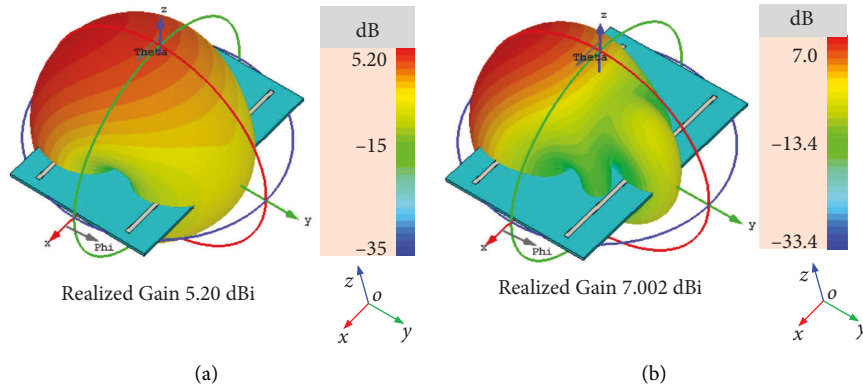 z
Theta
y
x
Phi
dB
5.20
−15
−35
Realized Gain 5.20 dBi
z
o
x
y
(a)
z
Theta
y
x
Phi
dB
7.0
−13.4
−33.4
Realized Gain 7.002 dBi
z
o
x
y
(b)